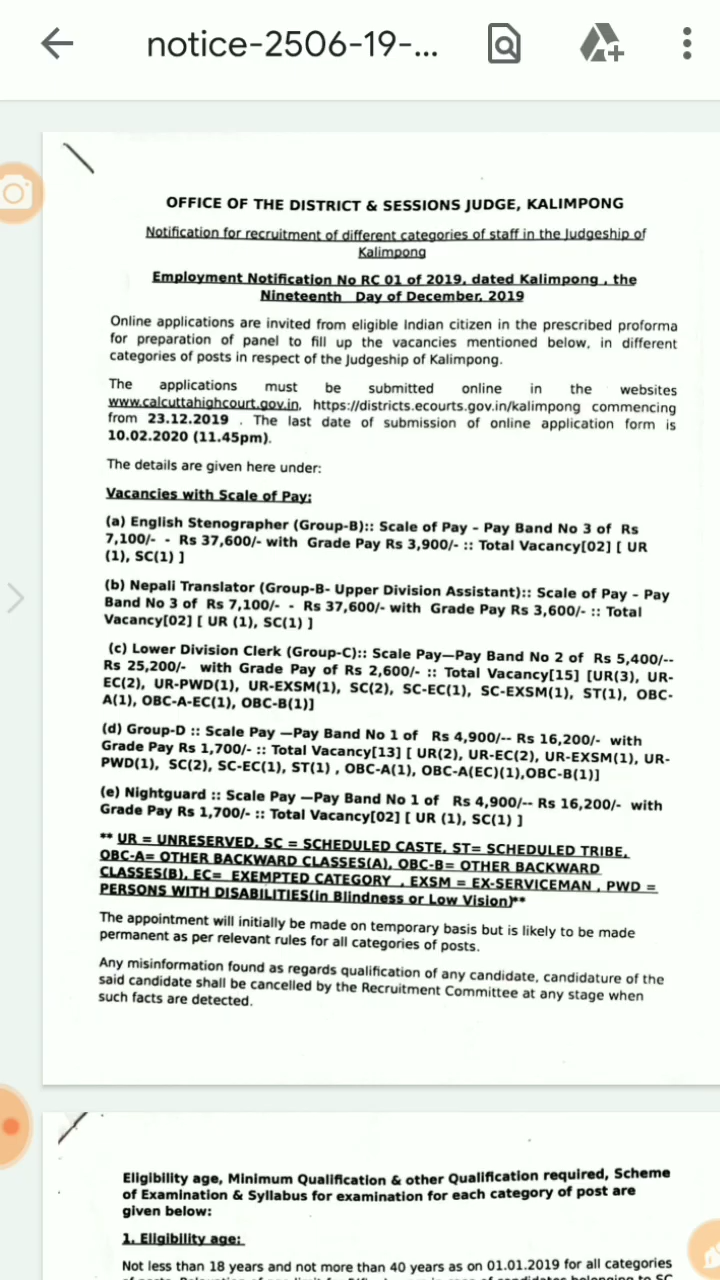 notice-2506-19-...
OFFICE OF THE DISTRICT & SESSIONS JUDGE, KALIMPONG
Notification for recruitment of different categories of staff in the Judgeship of
Kalimpong
Employment Notification No RC 01 of 2019, dated Kalimpong , the
Nineteenth Day of December, 2019
Online applications are invited from eligible Indian citizen in the prescribed proforma
for preparation of panel to fill up the vacancies mentioned below, in different
categories of posts in respect of the Judgeship of Kalimpong.
The applications must be submitted online in the websites
www.calcuttahighcourt.gov.in, https://districts.ecourts.gov.in/kalimpong commencing
from 23.12.2019 . The last date of submission of online application form is
10.02.2020 (11.45pm).
The details are given here under:
Vacancies with Scale of Pay:
(a) English Stenographer (Group-B):: Scale of Pay – Pay Band No 3 of Rs
7,100/- - Rs 37,600/- with Grade Pay Rs 3,900/- :: Total Vacancy[02] [ UR
(1), SC(1) ]
(b) Nepali Translator (Group-B- Upper Division Assistant):: Scale of Pay – Pay
Band No 3 of Rs 7,100/- - Rs 37,600/- with Grade Pay Rs 3,600/- :: Total
Vacancy[02] [ UR (1), SC(1) ]
(c) Lower Division Clerk (Group-C):: Scale Pay—Pay Band No 2 of Rs 5,400/--
Rs 25,200/- with Grade Pay of Rs 2,600/- :: Total Vacancy[15] [UR(3), UR-
EC(2), UR-PWD(1), UR-EXSM(1), SC(2), SC-EC(1), SC-EXSM(1), ST(1), OBC-
A(1), OBC-A-EC(1), OBC-B(1)]
(d) Group-D :: Scale Pay —Pay Band No 1 of Rs 4,900/-- Rs 16,200/- with
Grade Pay Rs 1,700/- :: Total Vacancy[13] [ UR(2), UR-EC(2), UR-EXSM(1), UR-
PWD(1), SC(2), SC-EC(1), ST(1) , OBC-A(1), OBC-A(EC)(1),OBC-B(1)]
(e) Nightguard :: Scale Pay —Pay Band No 1 of Rs 4,900/-- Rs 16,200/- with
Grade Pay Rs 1,700/- :: Total Vacancy[02] [ UR (1), SC(1) ]
** UR = UNRESERVED, SC = SCHEDULED CASTE, ST= SCHEDULED TRIBE,
OBC-A= OTHER BACKWARD CLASSES(A), OBC-B= OTHER BACKWARD
CLASSES(B), EC= EXEMPTED CATEGORY , EXSM = EX-SERVICEMAN , PWD =
PERSONS WITH DISABILITIES(in Blindness or Low Vision)**
The appointment will initially be made on temporary basis but is likely to be made
permanent as per relevant rules for all categories of posts.
Any misinformation found as regards qualification of any candidate, candidature of the
said candidate shall be cancelled by the Recruitment Committee at any stage when
such facts are detected.
Eligibility age, Minimum Qualification & other Qualification required, Scheme
of Examination & Syllabus for examination for each category of post are
given below:
1. Eligibility age:
Not less than 18 years and not more than 40 years as on 01.01.2019 for all categories